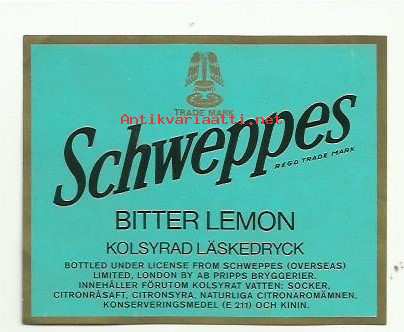 TRADE MARK
Antikvariaatti.net
Schweppes
REGD TRADE MARK
BITTER LEMON
KOLSYRAD LÄSKEDRYCK
BOTTLED UNDER LICENSE FROM SCHWEPPES (OVERSEAS)
LIMITED, LONDON BY AB PRIPPS BRYGGERIER.
INNEHÅLLER FÖRUTOM KOLSYRAT VATTEN: SOCKER,
CITRONRÅSAFT, CITRONSYRA, NATURLIGA CITRONAROMÄMNEN,
KONSERVERINGSMEDEL (E 211) OCH KININ.